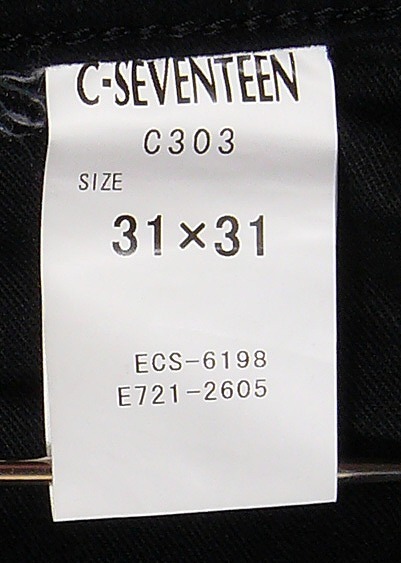 C-SEVENTEEN
C303
SIZE
31×31
ECS-6198
E721-2605